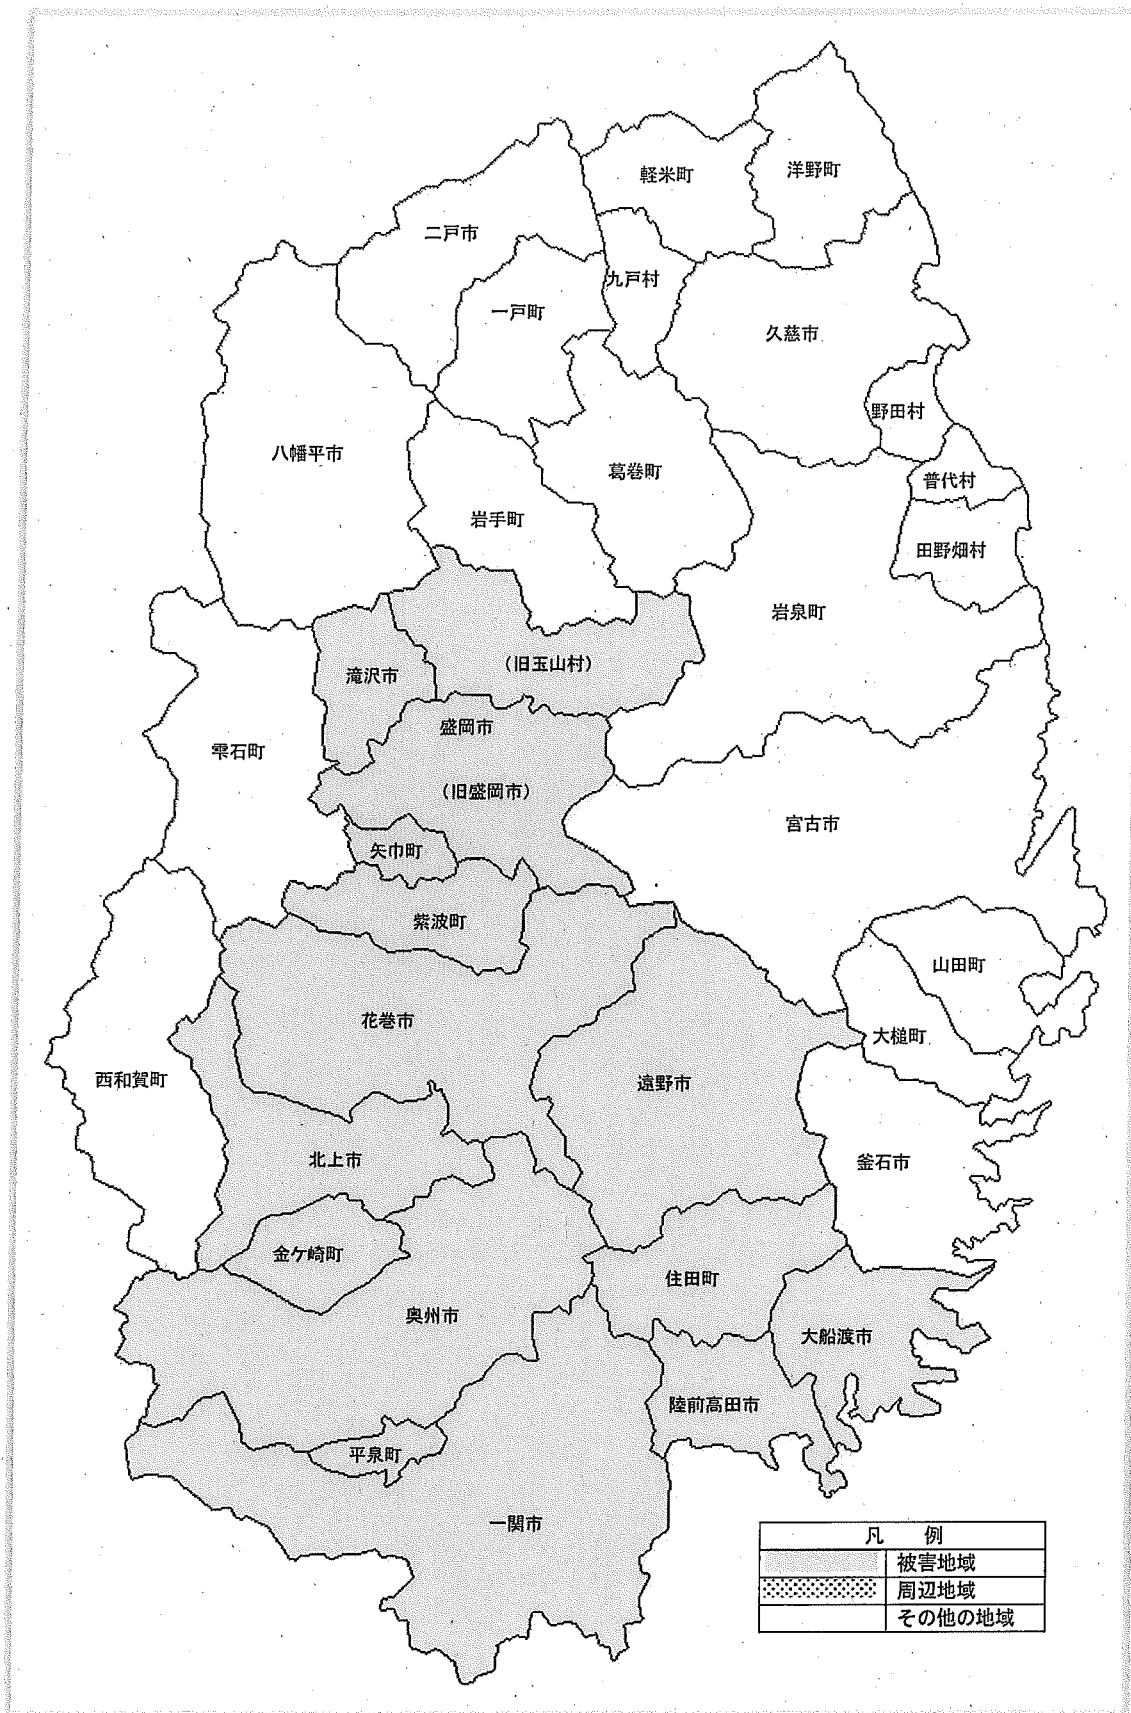 軽米町
洋野町
二戸市
九戸村
一戸町
久慈市
野田村
八幡平市
葛巻町
普代村
岩手町
田野畑村
岩泉町
(旧玉山村)
滝沢市
盛岡市
雫石町
(旧盛岡市)
宮古市
矢巾町
紫波町
山田町
花巻市
大槌町
西和賀町
遠野市
北上市
釜石市
金ケ崎町
住田町
奥州市
大船渡市
陸前高田市
平泉町
一関市
凡 例
被害地域
周辺地域
その他の地域